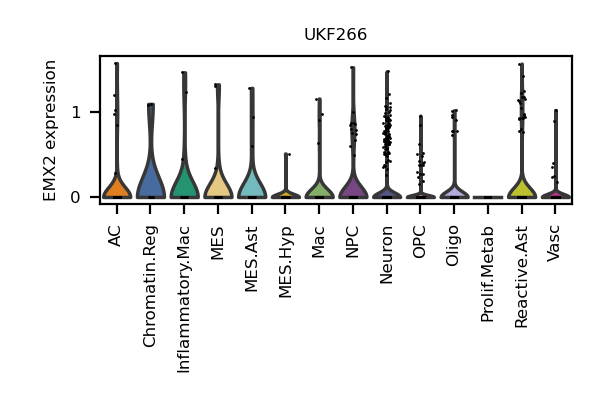 UKF266
EMX2 expression
1
0
AC
Chromatin.Reg
Inflammatory.Mac
MES
MES.Ast
MES.Hyp
Mac
NPC
Neuron
OPC
Oligo
Prolif.Metab
Reactive.Ast
Vasc